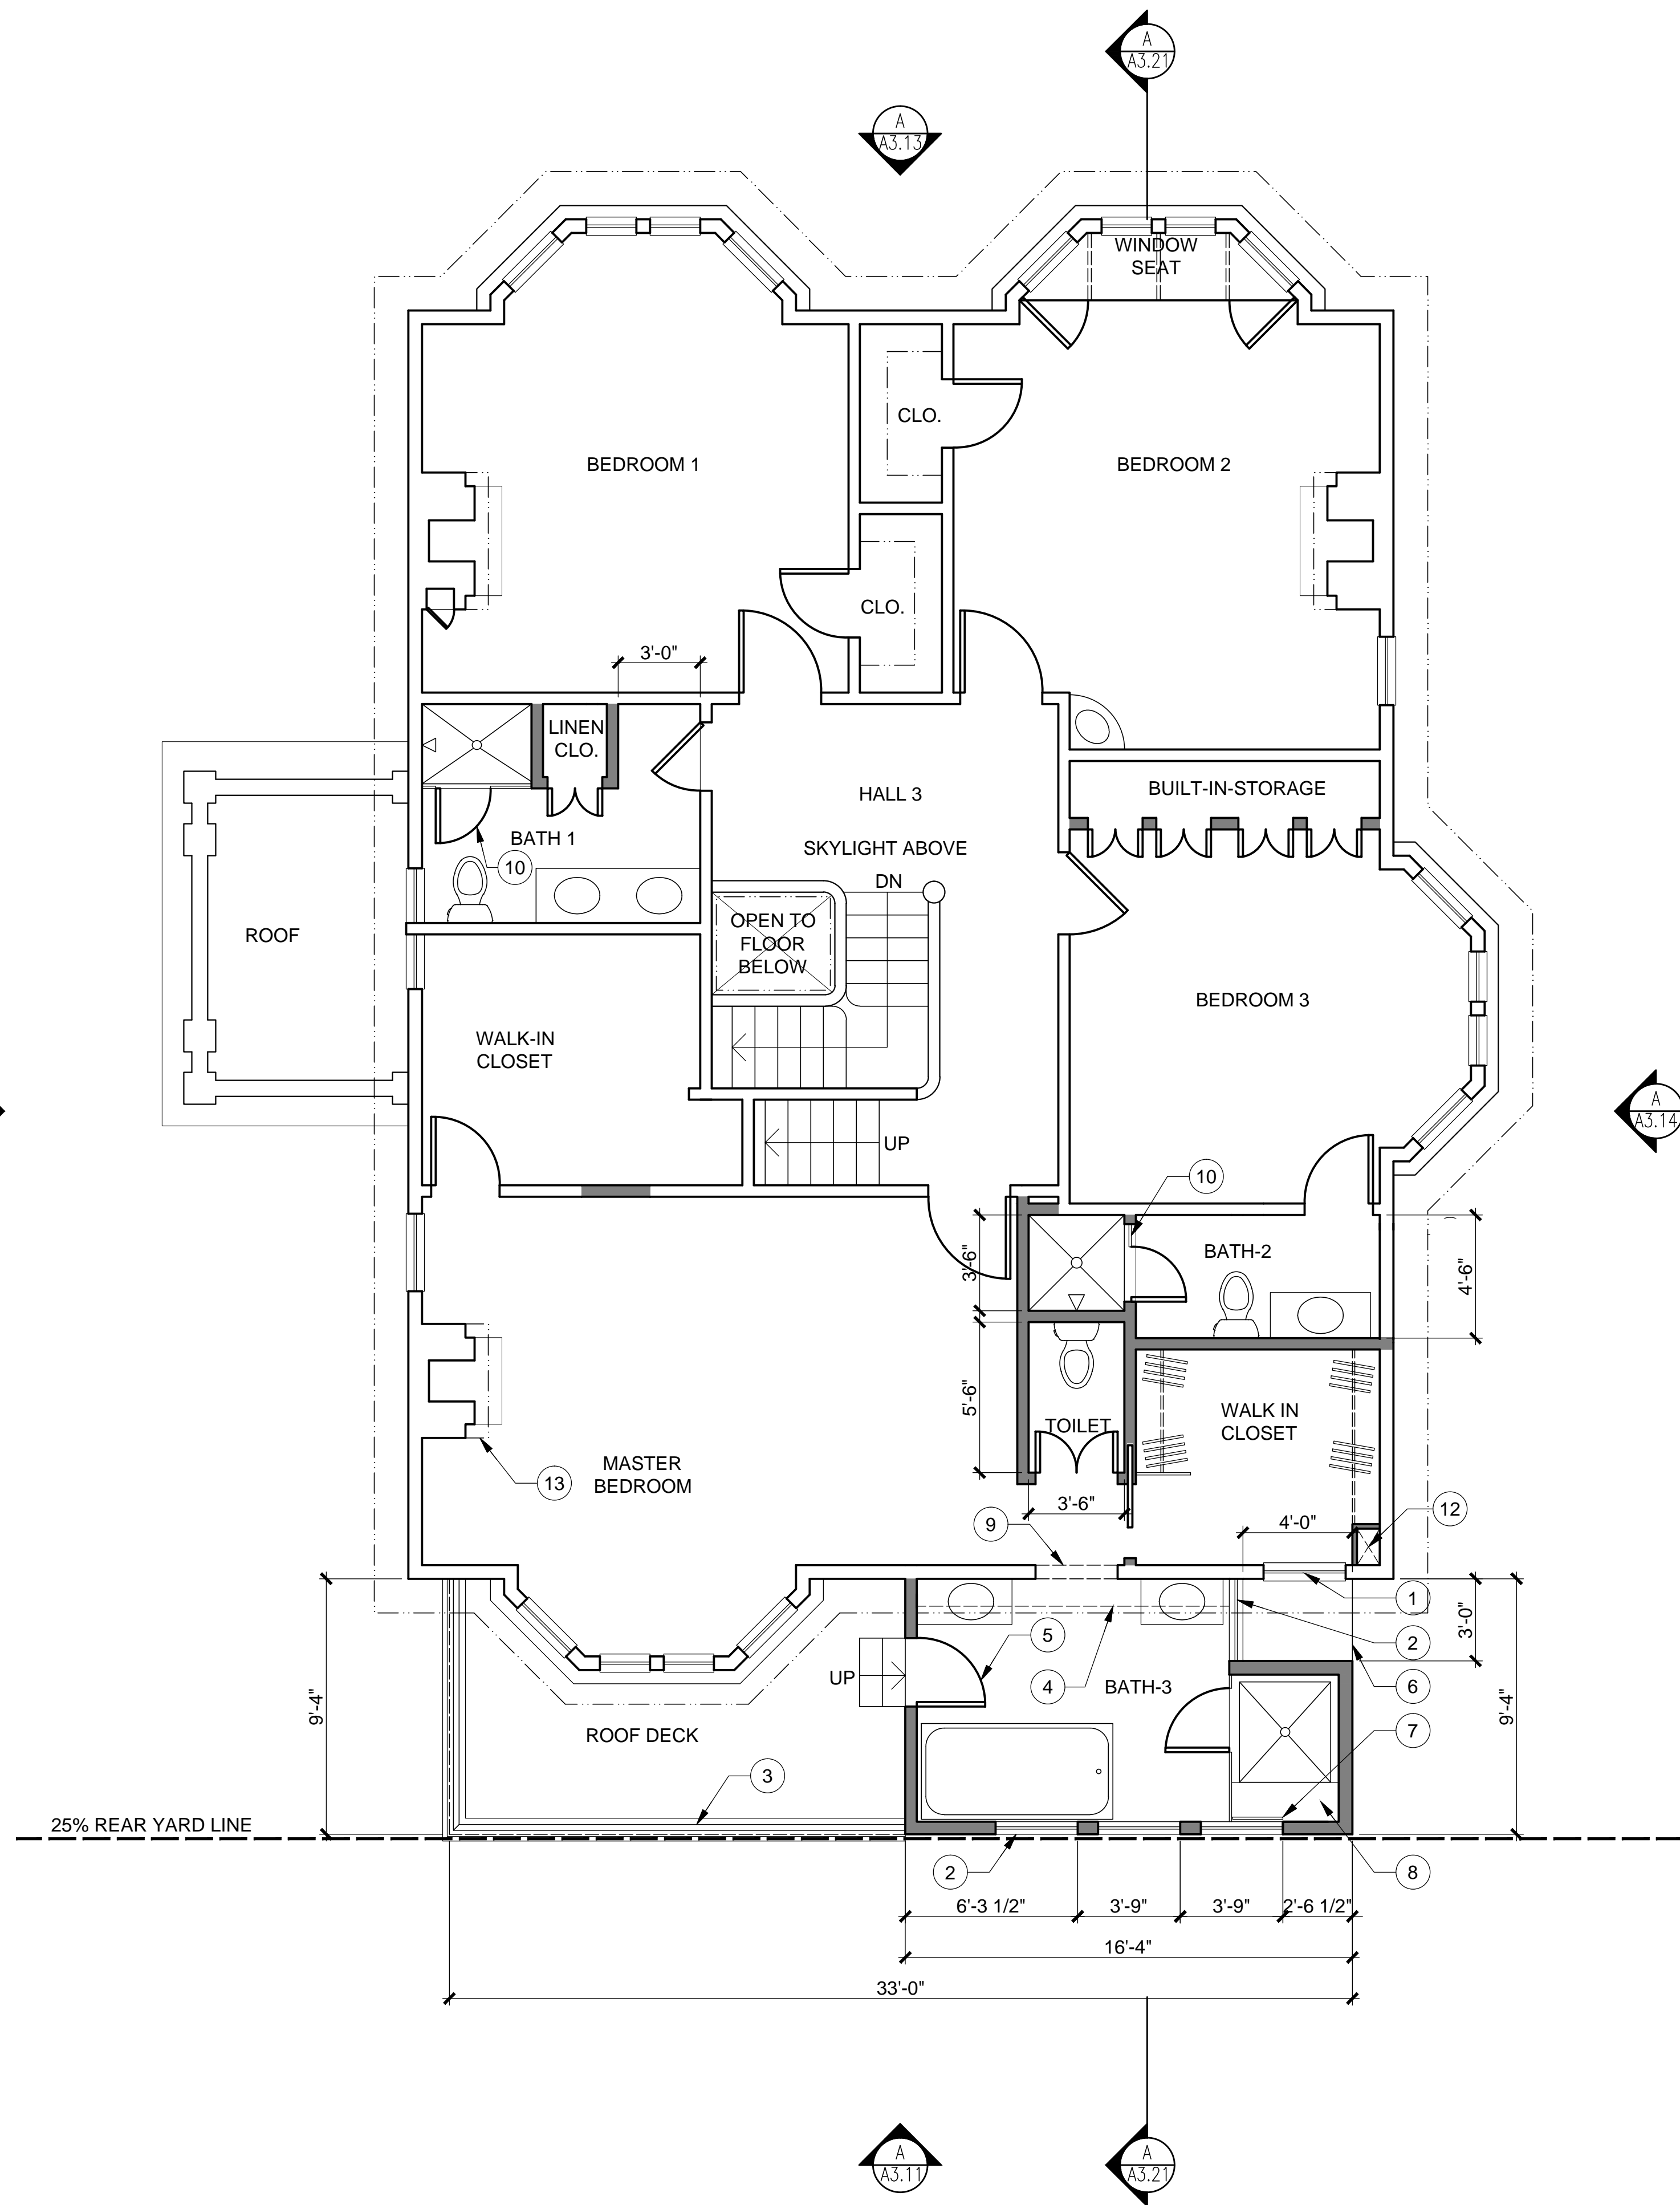 A
A3.21
A
A3.13
WINDOW
SEAT
CLO.
BEDROOM 1
BEDROOM 2
CLO.
3'-0"
LINEN
CLO.
BUILT-IN-STORAGE
HALL 3
BATH 1
SKYLIGHT ABOVE
10
DN
OPEN TO
FLOOR
BELOW
ROOF
BEDROOM 3
WALK-IN
CLOSET
A
A3.14
UP
10
BATH-2
3'-6"
4'-6"
5'-6"
WALK IN
CLOSET
TOILET
MASTER
BEDROOM
13
3'-6"
9
4'-0"
12
1
3'-0"
5
2
UP
4
BATH-3
6
9'-4"
9'-4"
7
ROOF DECK
3
25% REAR YARD LINE
2
8
6'-3 1/2"
3'-9"
3'-9"
2'-6 1/2"
16'-4"
33'-0"
A
A3.11
A
A3.21